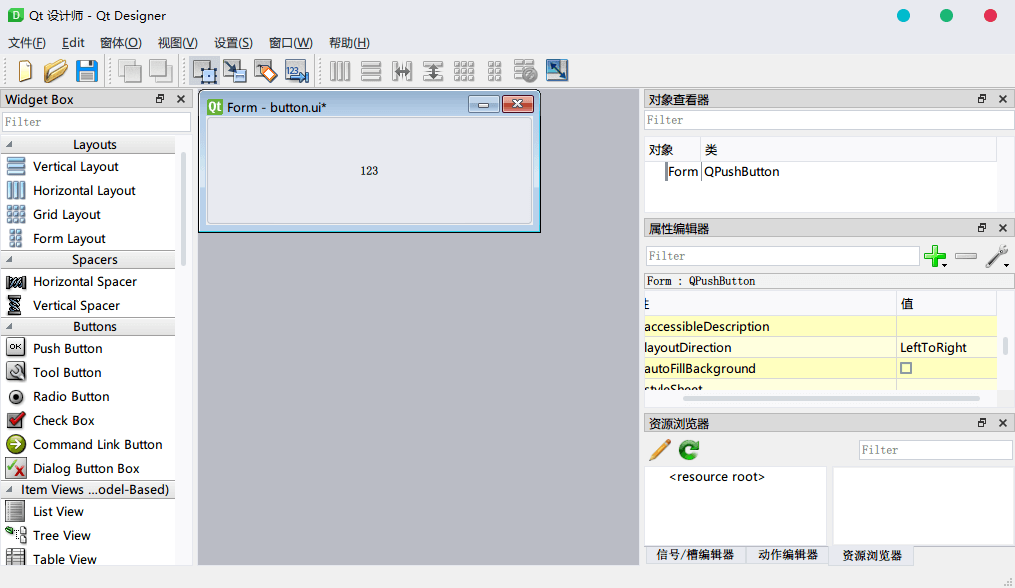 Qt 设计师 - Qt Designer
文件(F) Edit 窗体(O) 视图(V) 设置(S) 窗口(W) 帮助(H)
Widget Box
Filter
Layouts
Vertical Layout
Horizontal Layout
Grid Layout
Form Layout
Spacers
Horizontal Spacer
Vertical Spacer
Buttons
OK Push Button
Tool Button
Radio Button
Check Box
Command Link Button
Dialog Button Box
Item Views ...odel-Based)
List View
Tree View
Table View
Qt Form - button.ui*
123
对象查看器
Filter
对象 类
Form QPushButton
属性编辑器
Filter
Form : QPushButton
值
accessibleDescription
layoutDirection LeftToRight
autoFillBackground
styleSheet
资源浏览器
Filter
<resource root>
信号/槽编辑器 动作编辑器 资源浏览器